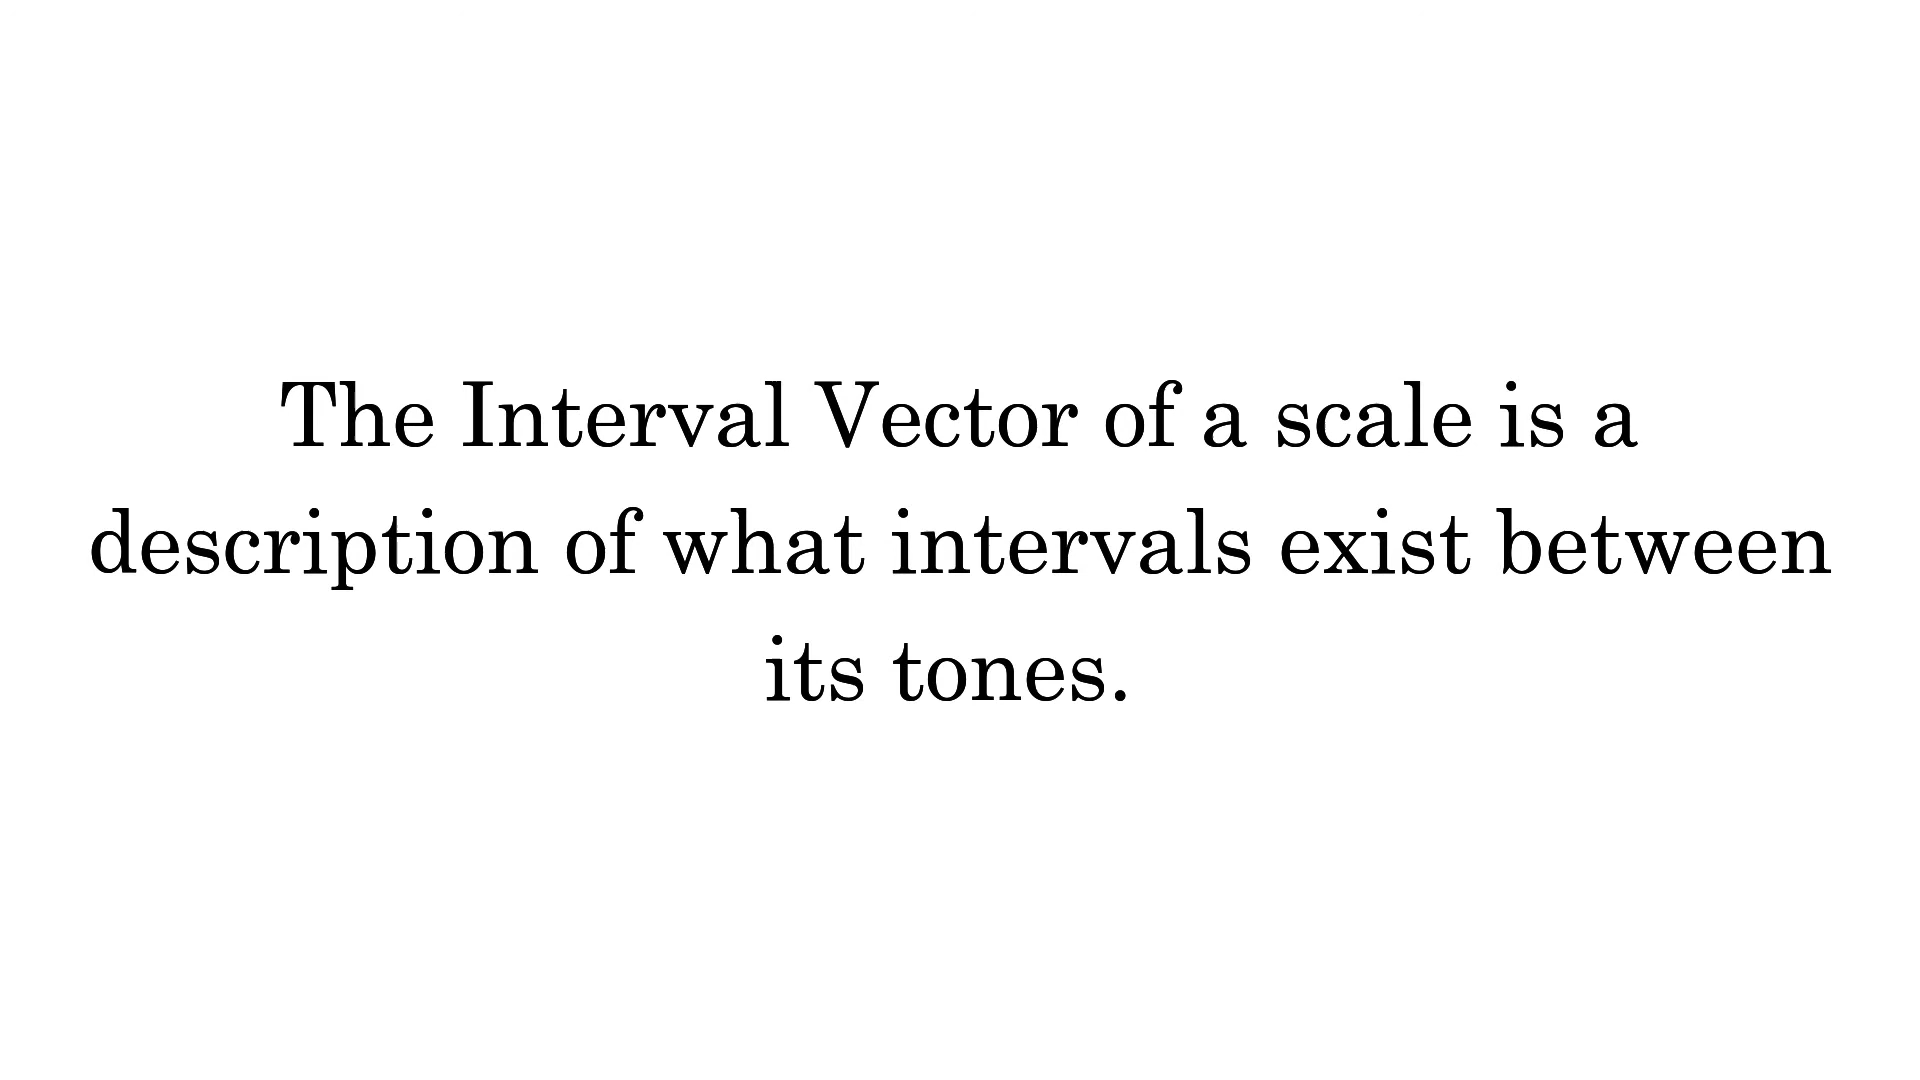 The Interval Vector of a scale is a
description of what intervals exist between
its tones.